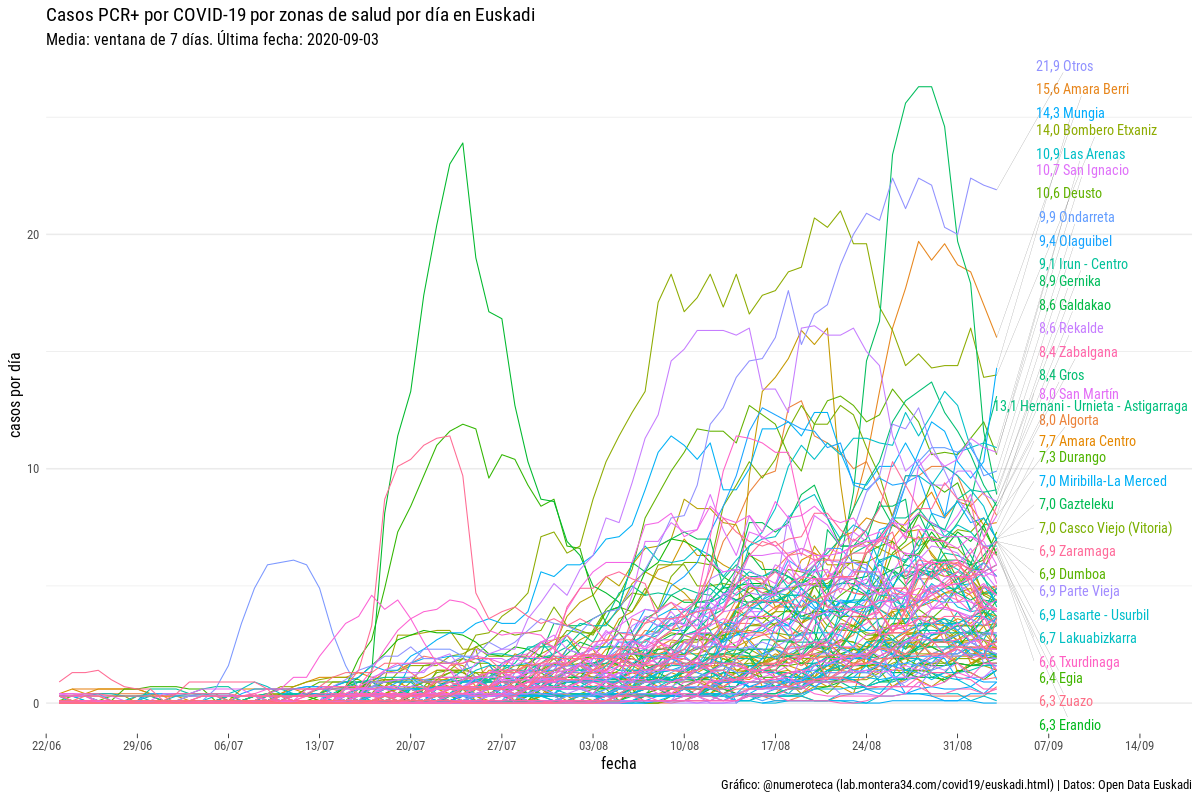 Casos PCR+ por COVID-19 por zonas de salud por día en Euskadi
Media: ventana de 7 días. Última fecha: 2020-09-03
casos por día
20
10
0
21,9 Otros
15,6 Amara Berri
14,3 Mungia
14,0 Bombero Etxaniz
10,9 Las Arenas
10,7 San Ignacio
10,6 Deusto
9,9 Ondarreta
9,4 Olaguibel
9,1 Irun - Centro
8,9 Gernika
8,6 Galdakao
8,6 Rekalde
8,4 Zabalgana
8,4 Gros
8,0 San Martín
13,1 Hernani - Urnieta - Astigarraga
8,0 Algorta
7,7 Amara Centro
7,3 Durango
7,0 Miribilla-La Merced
7,0 Gazteleku
7,0 Casco Viejo (Vitoria)
6,9 Zaramaga
6,9 Dumboa
6,9 Parte Vieja
6,9 Lasarte - Usurbil
6,7 Lakuabizkarra
6,6 Txurdinaga
6,4 Egia
6,3 Zuazo
6,3 Erandio
22/06 29/06 06/07 13/07 20/07 27/07 03/08 10/08 17/08 24/08 31/08 07/09 14/09
fecha
Gráfico: @numeroteca (lab.montera34.com/covid19/euskadi.html) | Datos: Open Data Euskadi